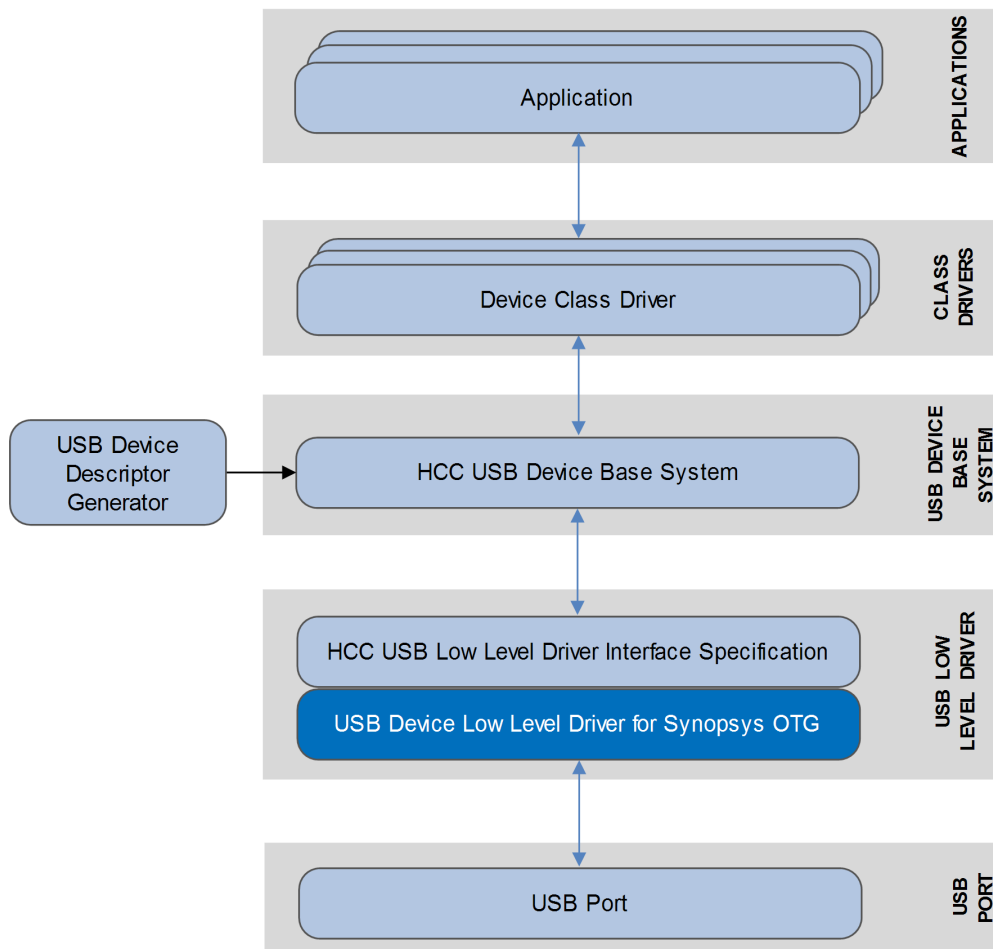 Application
APPLICATIONS
Device Class Driver
CLASS
DRIVERS
USB Device
Descriptor
Generator
HCC USB Device Base System
USB DEVICE
BASE
SYSTEM
HCC USB Low Level Driver Interface Specification
USB Device Low Level Driver for Synopsys OTG
USB LOW
LEVEL DRIVER
USB Port
USB
PORT